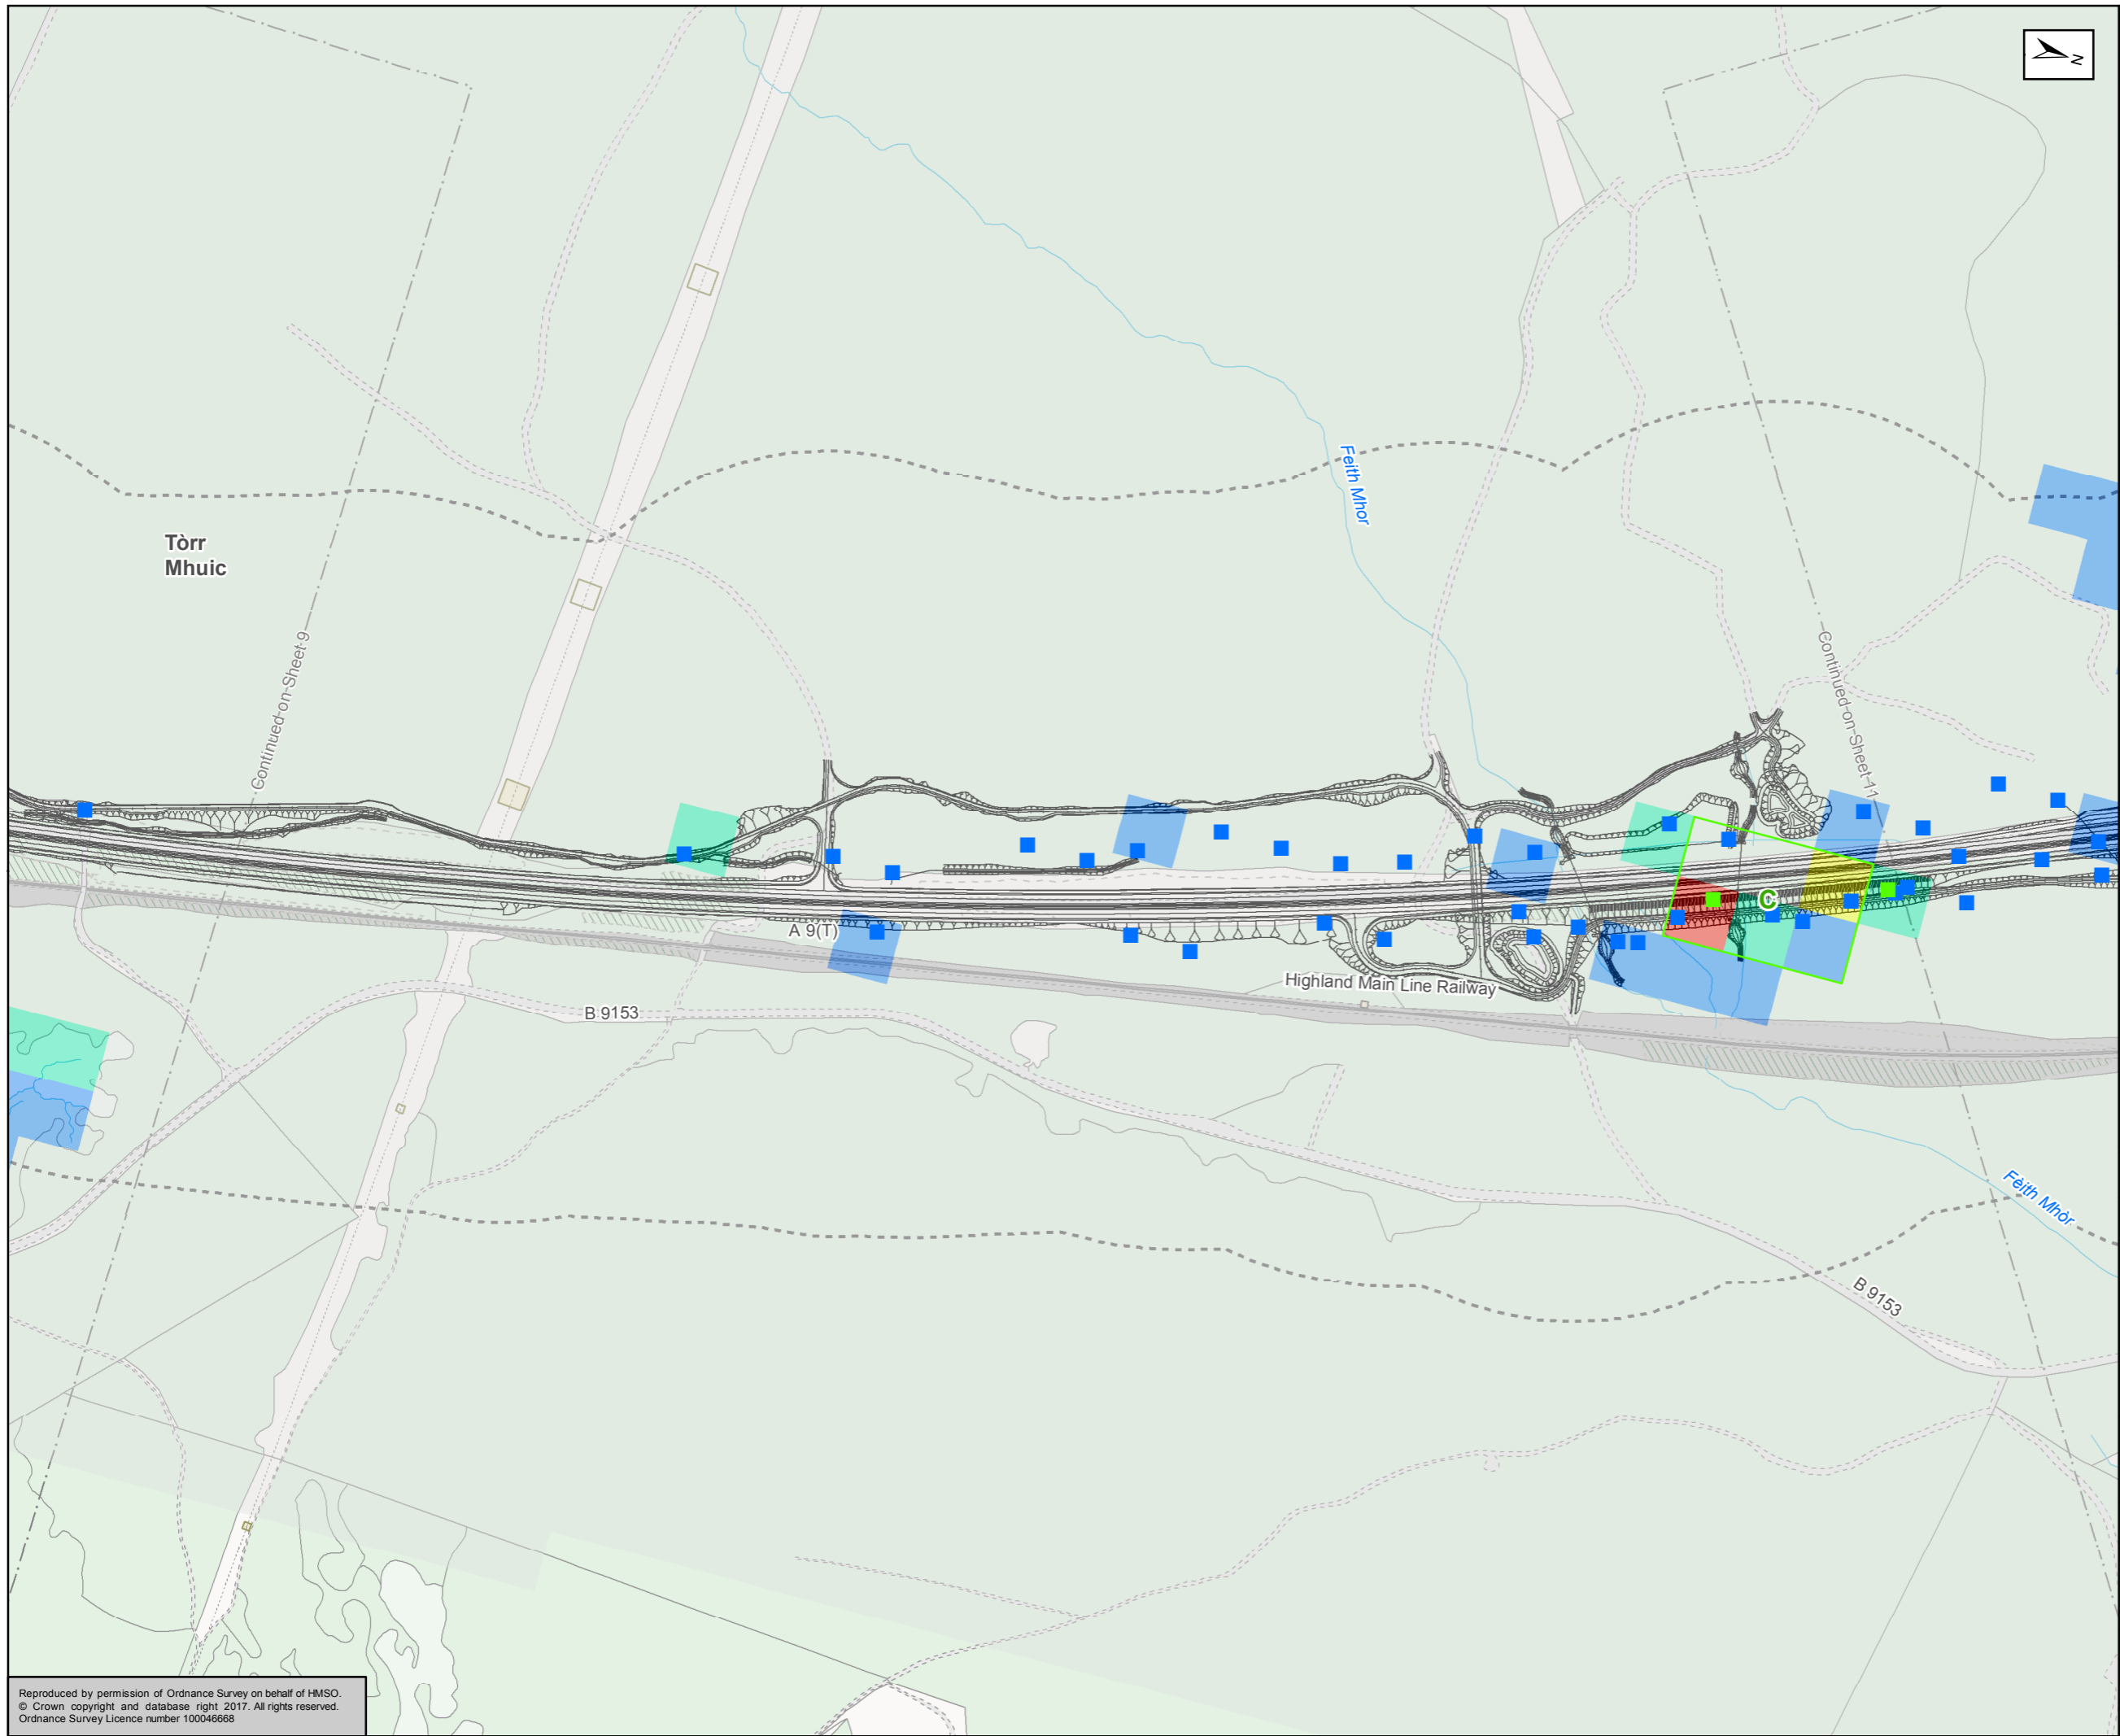 N
Feith Mhor
Tòrr
Mhuic
Continued-on-Sheet-9
Continued-on-Sheet-11
C
A 9(T)
Highland Main Line Railway
B 9153
Fèith Mhòr
B 9153
Reproduced by permission of Ordnance Survey on behalf of HMSO.
© Crown copyright and database right 2017. All rights reserved.
Ordnance Survey Licence number 100046668